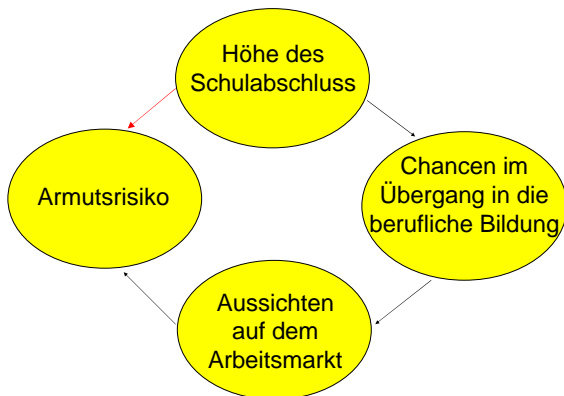 Höhe des
Schulabschluss
Armutsrisiko
Chancen im
Übergang in die
berufliche Bildung
Aussichten
auf dem
Arbeitsmarkt